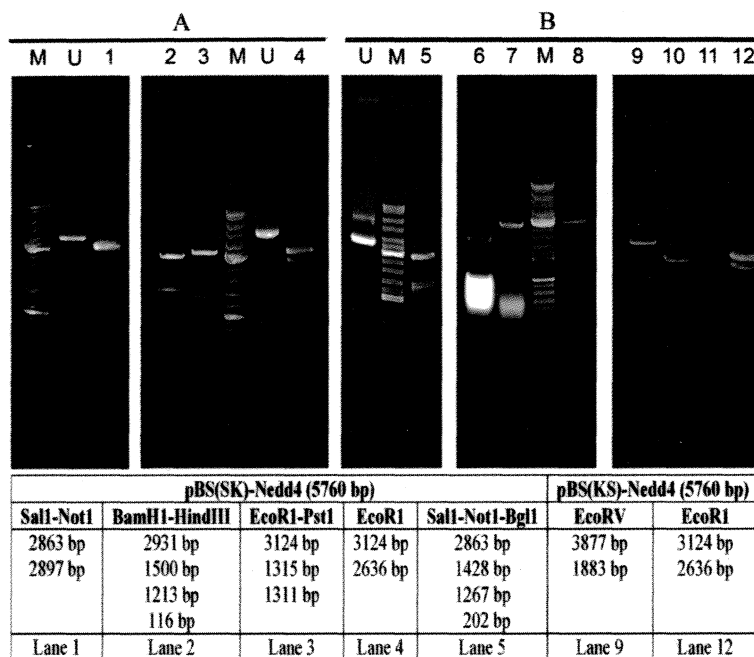 A B
M U 1 2 3 M U 4 U M 5 6 7 M 8 9 10 11 12
pBS(SK)-Nedd4 (5760 bp) pBS(KS)-Nedd4 (5760 bp)
Sal1-Not1 BamH1-HindIII EcoR1-Pst1 EcoR1 Sal1-Not1-Bgl1 EcoRV EcoR1
2863 bp 2931 bp 3124 bp 3124 bp 2863 bp 3877 bp 3124 bp
2897 bp 1500 bp 1315 bp 2636 bp 1428 bp 1883 bp 2636 bp
1213 bp 1311 bp 1267 bp
116 bp 202 bp
Lane 1 Lane 2 Lane 3 Lane 4 Lane 5 Lane 9 Lane 12